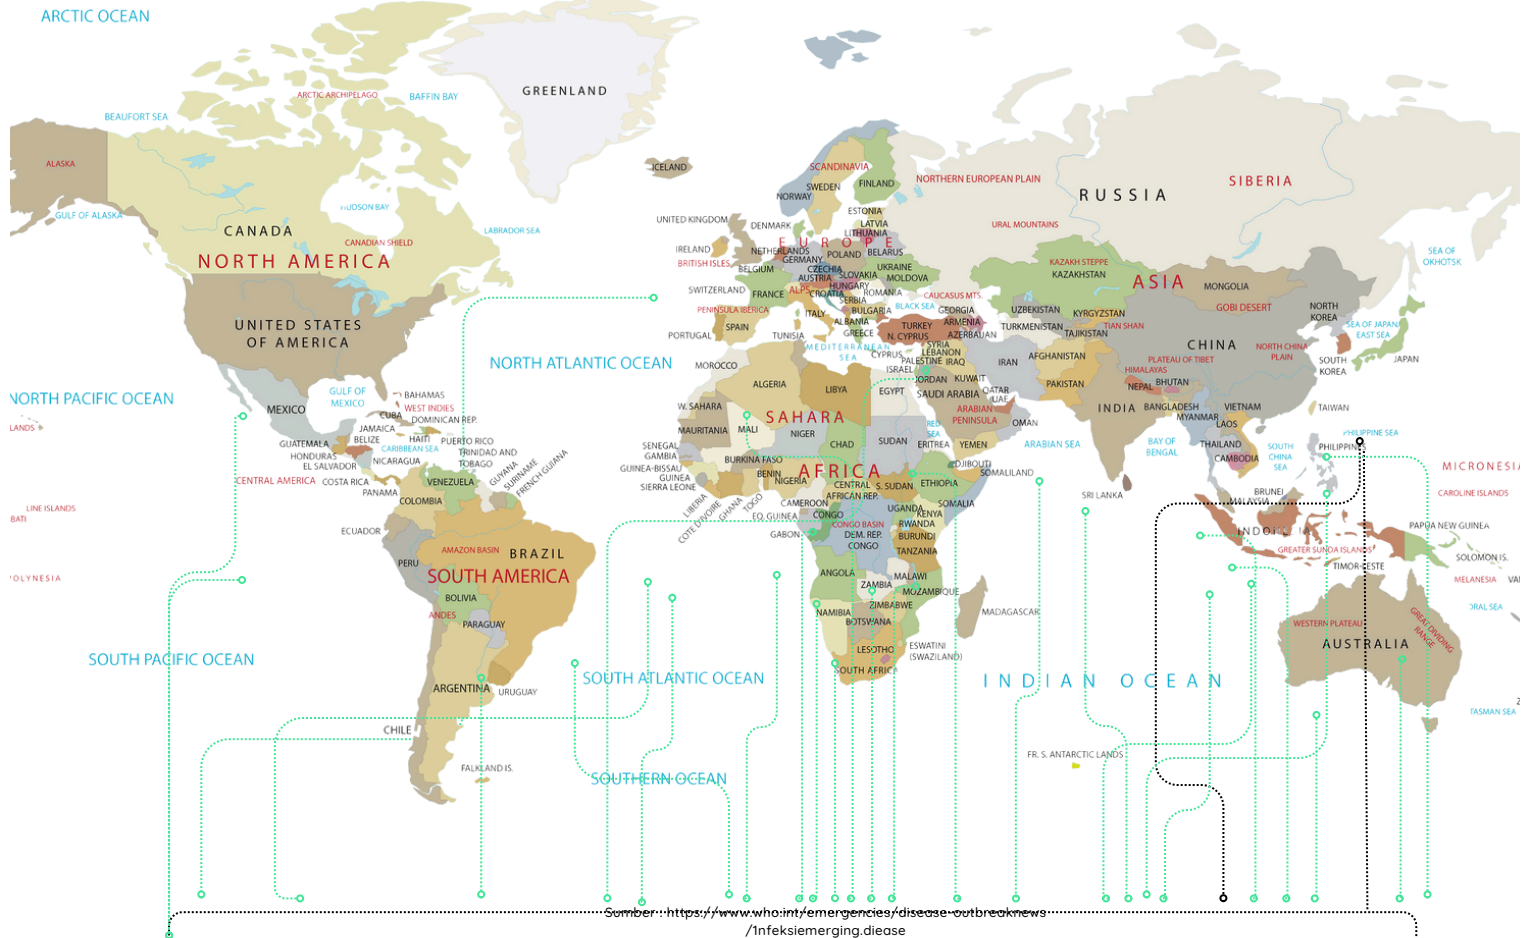 ARCTIC OCEAN
GREENLAND
ARCTIC ARCHIPELAGO
BAFFIN BAY
BEAUFORT SEA
ALASKA
ICELAND
SCANDINAVIA
NORTHERN EUROPEAN PLAIN
SIBERIA
RUSSIA
FINLAND
SWEDEN
NORWAY
HUDSON BAY
GULF OF ALASKA
ESTONIA
UNITED KINGDOM
LATVIA
DENMARK
URAL MOUNTAINS
CANADA
LABRADOR SEA
LITHUANIA
CANADIAN SHIELD
EUROPE
IRELAND
NETHERLANDS
BELARUS
POLAND
SEA OF
OKHOTSK
NORTH AMERICA
BRITISH ISLES
GERMANY
KAZAKH STEPPE
BELGIUM
CZECHIA
UKRAINE
SLOVAKIA
KAZAKHSTAN
AUSTRIA
MOLDOVA
ASIA
SWITZERLAND
ALPS
HUNGARY
MONGOLIA
FRANCE
CROATIA
ROMANIA
CAUCASUS MTS.
SERBIA
BLACK SEA
GOBI DESERT
NORTH
KOREA
PENINSULA IBERICA
ITALY
BULGARIA
GEORGIA
UZBEKISTAN
KYRGYZSTAN
UNITED STATES
OF AMERICA
SPAIN
ALBANIA
TURKEY
ARMENIA
TURKMENISTAN
TIAN SHAN
SEA OF JAPAN/
EAST SEA
PORTUGAL
TUNISIA
GREECE
N. CYPRUS
AZERBAIJAN
TAJIKISTAN
MEDITERRANEAN
SEA
CYPRUS
SYRIA
LEBANON
CHINA
NORTH CHINA
PLAIN
NORTH ATLANTIC OCEAN
MOROCCO
PALESTINE
IRAQ
ISRAEL
IRAN
AFGHANISTAN
PLATEAU OF TIBET
HIMALAYAS
SOUTH
KOREA
JAPAN
ALGERIA
LIBYA
EGYPT
JORDAN
KUWAIT
PAKISTAN
NEPAL
BHUTAN
NORTH PACIFIC OCEAN
GULF OF
MEXICO
BAHAMAS
SAUDI ARABIA
QATAR
UAE
MEXICO
WEST INDIES
CUBA
DOMINICAN REP.
W. SAHARA
SAHARA
ARABIAN
PENINSULA
INDIA
BANGLADESH
VIETNAM
TAIWAN
MYANMAR
LANDS
JAMAICA
BELIZE
HAITI
PUERTO RICO
MAURITANIA
MALI
NIGER
RED
SEA
OMAN
LAOS
GUATEMALA
HONDURAS
CARIBBEAN SEA
TRINIDAD AND
TOBAGO
SENEGAL
GAMBIA
CHAD
SUDAN
ERITREA
YEMEN
ARABIAN SEA
BAY OF
BENGAL
THAILAND
SOUTH
CHINA
SEA
PHILIPPINE SEA
EL SALVADOR
NICARAGUA
BURKINA FASO
CAMBODIA
COSTA RICA
CENTRAL AMERICA
GUYANA
SURINAME
FRENCH GUIANA
GUINEA-BISSAU
GUINEA
SIERRA LEONE
BENIN
NIGERIA
AFRICA
DJIBOUTI
SOMALILAND
MICRONESIA
PANAMA
VENEZUELA
COLOMBIA
LIBERIA
COTE D'IVOIRE
GHANA
TOGO
CENTRAL
AFRICAN REP.
S. SUDAN
ETHIOPIA
SRI LANKA
BRUNEI
MALAYSIA
CAROLINE ISLANDS
LINE ISLANDS
BATI
CAMEROON
EQ. GUINEA
SOMALIA
UGANDA
KENYA
CONGO
CONGO BASIN
RWANDA
ECUADOR
GABON
DEM. REP.
CONGO
BURUNDI
PAPUA NEW GUINEA
AMAZON BASIN
BRAZIL
TANZANIA
GREATER SUNDA ISLANDS
SOLOMON IS.
PERU
TIMOR-LESTE
SOUTH AMERICA
ANGOLA
MALAWI
OLYNESIA
ZAMBIA
MOZAMBIQUE
MELANESIA
BOLIVIA
ZIMBABWE
NAMIBIA
MADAGASCAR
ANDES
PARAGUAY
BOTSWANA
WESTERN PLATEAU
GREAT DIVIDING
RANGE
SOUTH PACIFIC OCEAN
LESOTHO
ESWATINI
(SWAZILAND)
AUSTRALIA
SOUTH AFRICA
SOUTH ATLANTIC OCEAN
INDIAN OCEAN
ARGENTINA
URUGUAY
TASMAN SEA
CHILE
FR. S. ANTARCTIC LANDS
FALKLAND IS.
SOUTHERN OCEAN
Sumber : https://www.who.int/emergencies/disease-outbreaknews
/1nfeksiemerging.diease